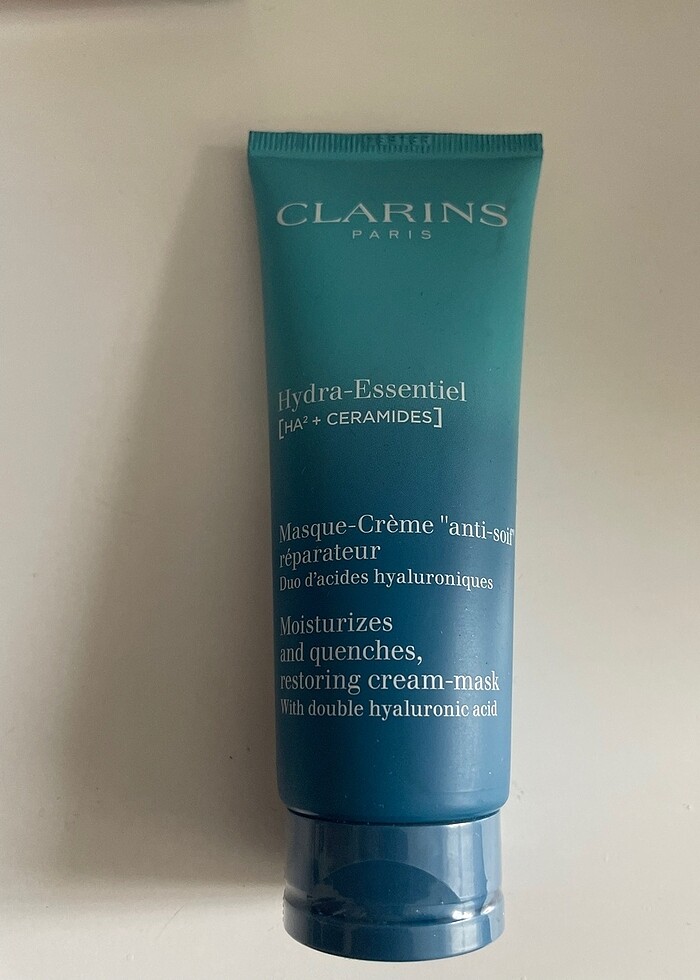 CLARINS
PARIS
Hydra-Essentiel
[HA² + CERAMIDES]
Masque-Crème "anti-soif"
réparateur
Duo d'acides hyaluroniques
Moisturizes
and quenches,
restoring cream-mask
With double hyaluronic acid